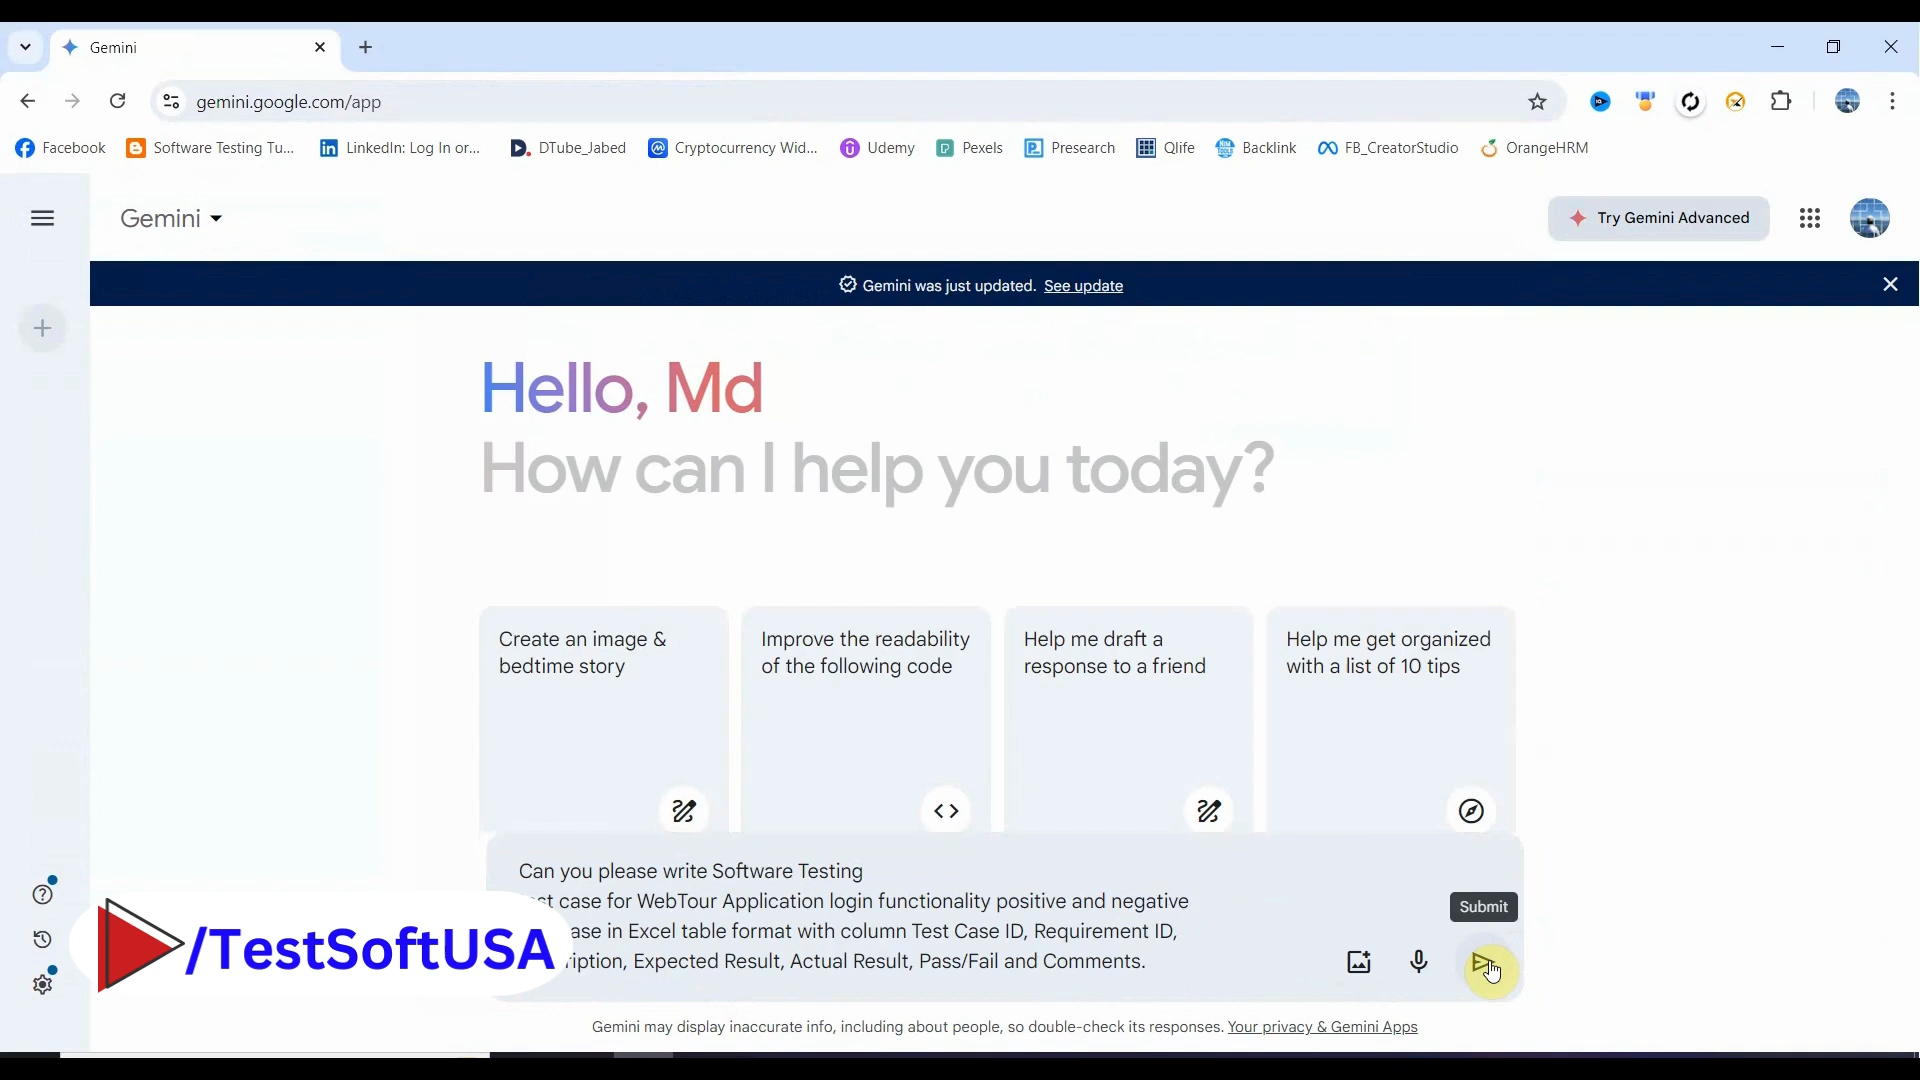 Gemini
gemini.google.com/app
Facebook
Software Testing Tu...
LinkedIn: Log In or...
DTube_Jabed
Cryptocurrency Wid...
Udemy
Pexels
Presearch
Qlife
Backlink
FB_CreatorStudio
OrangeHRM
Gemini
Try Gemini Advanced
Gemini was just updated. See update
Hello, Md
How can I help you today?
Create an image &
bedtime story
Improve the readability
of the following code
Help me draft a
response to a friend
Help me get organized
with a list of 10 tips
Can you please write Software Testing
case for WebTour Application login functionality positive and negative
in Excel table format with column Test Case ID, Requirement ID,
Expected Result, Actual Result, Pass/Fail and Comments.
Submit
/TestSoftUSA
Gemini may display inaccurate info, including about people, so double-check its responses. Your privacy & Gemini Apps